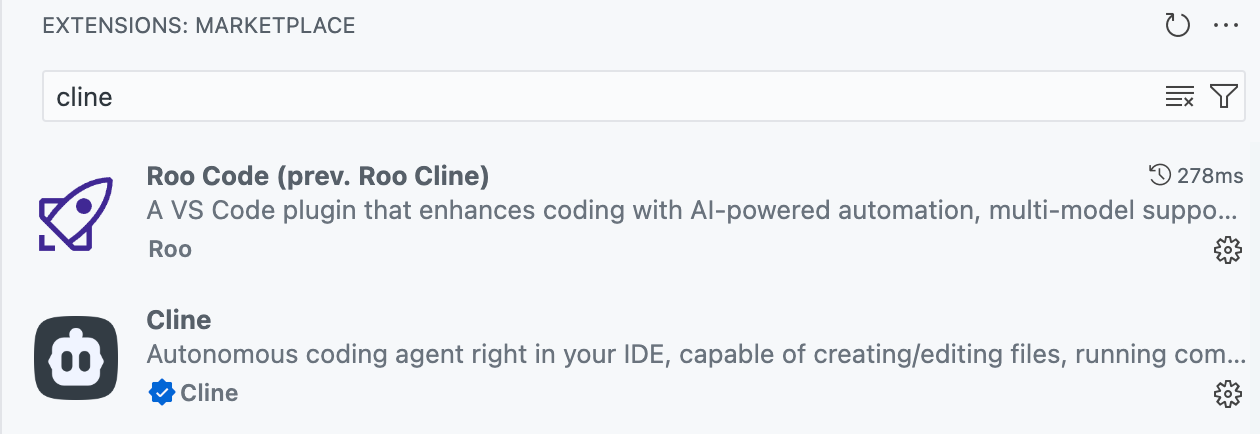 EXTENSIONS: MARKETPLACE
cline
Roo Code (prev. Roo Cline) 278ms
A VS Code plugin that enhances coding with AI-powered automation, multi-model suppo...
Roo
Cline
Autonomous coding agent right in your IDE, capable of creating/editing files, running com...
Cline